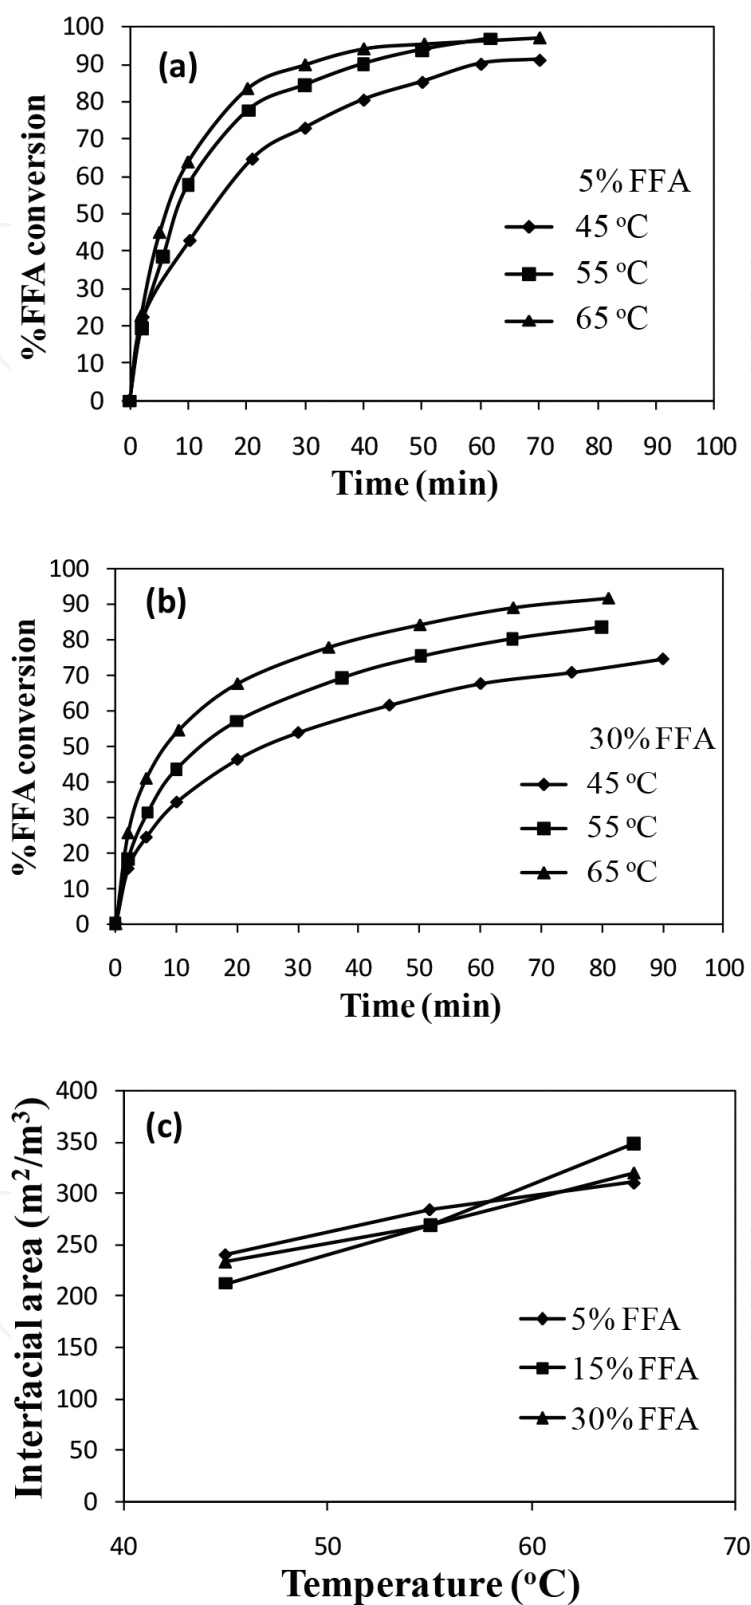 100
90
80
70
60
50
40
30
20
10
0
%FFA conversion
(a)
5% FFA
45 °C
55 °C
65 °C
0 10 20 30 40 50 60 70 80 90 100
Time (min)
100
90
80
70
60
50
40
30
20
10
0
%FFA conversion
(b)
30% FFA
45 °C
55 °C
65 °C
0 10 20 30 40 50 60 70 80 90 100
Time (min)
400
350
300
250
200
150
100
50
0
Interfacial area (m²/m³)
(c)
5% FFA
15% FFA
30% FFA
40 50 60 70
Temperature (°C)